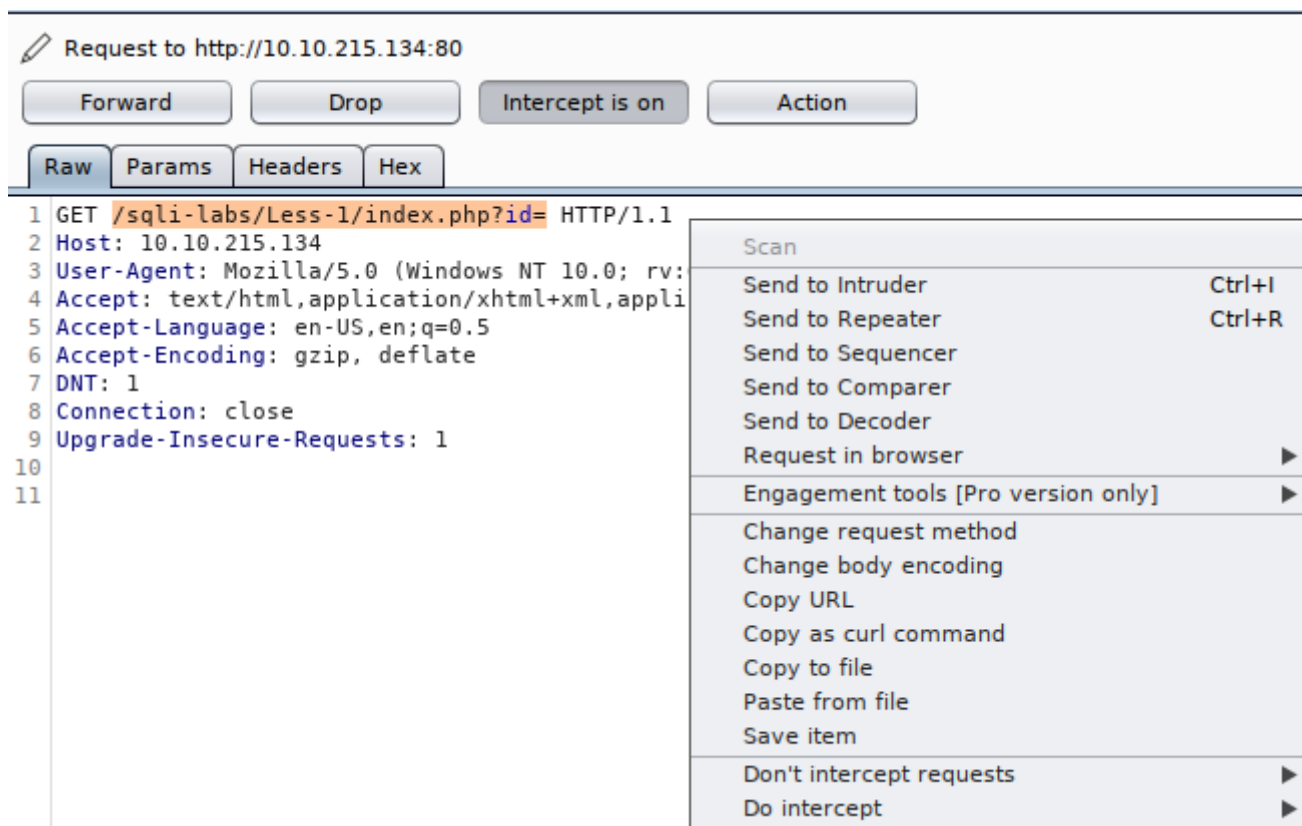 Request to http://10.10.215.134:80
Forward Drop Intercept is on Action
Raw Params Headers Hex
1 GET /sqli-labs/Less-1/index.php?id= HTTP/1.1
2 Host: 10.10.215.134
3 User-Agent: Mozilla/5.0 (Windows NT 10.0; rv:
4 Accept: text/html,application/xhtml+xml,appli
5 Accept-Language: en-US,en;q=0.5
6 Accept-Encoding: gzip, deflate
7 DNT: 1
8 Connection: close
9 Upgrade-Insecure-Requests: 1
10
11
Scan
Send to Intruder Ctrl+I
Send to Repeater Ctrl+R
Send to Sequencer
Send to Comparer
Send to Decoder
Request in browser
Engagement tools [Pro version only]
Change request method
Change body encoding
Copy URL
Copy as curl command
Copy to file
Paste from file
Save item
Don't intercept requests
Do intercept